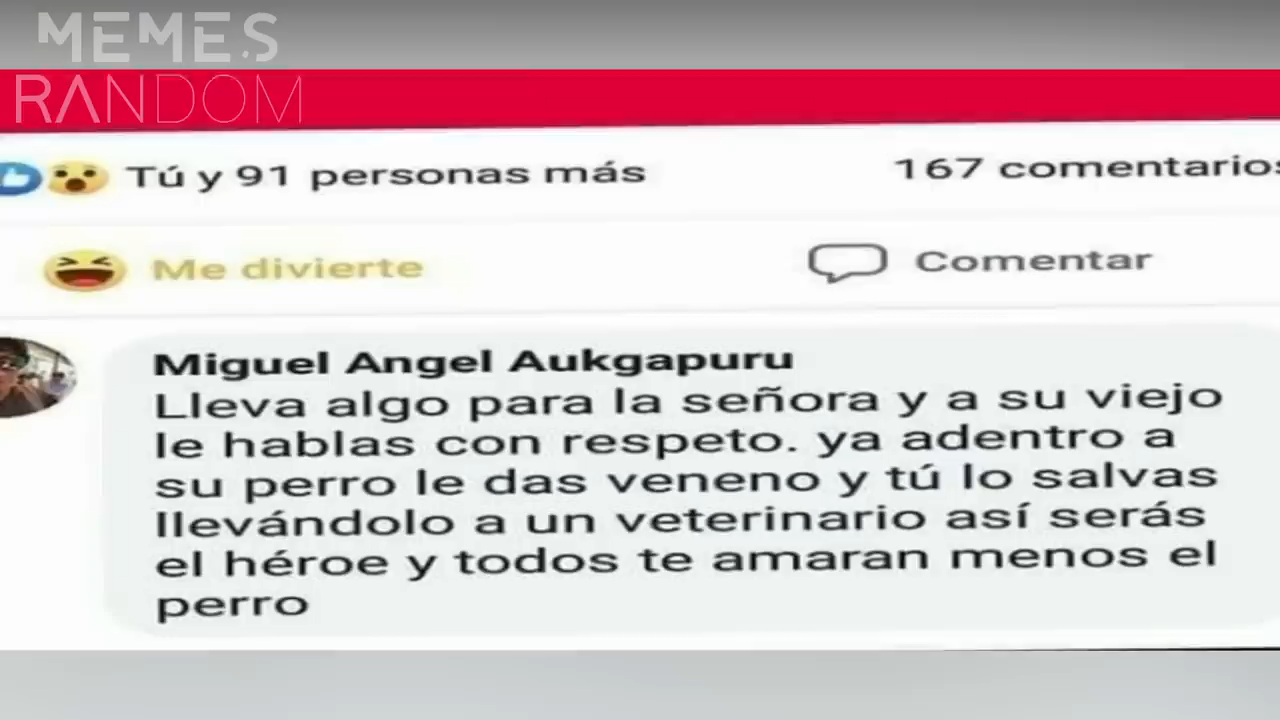 MEMES
RANDOM
Tú y 91 personas más
167 comentarios
Me divierte
Comentar
Miguel Angel Aukgapuru
Lleva algo para la señora y a su viejo
le hablas con respeto. ya adentro a
su perro le das veneno y tú lo salvas
llevándolo a un veterinario así serás
el héroe y todos te amaran menos el
perro